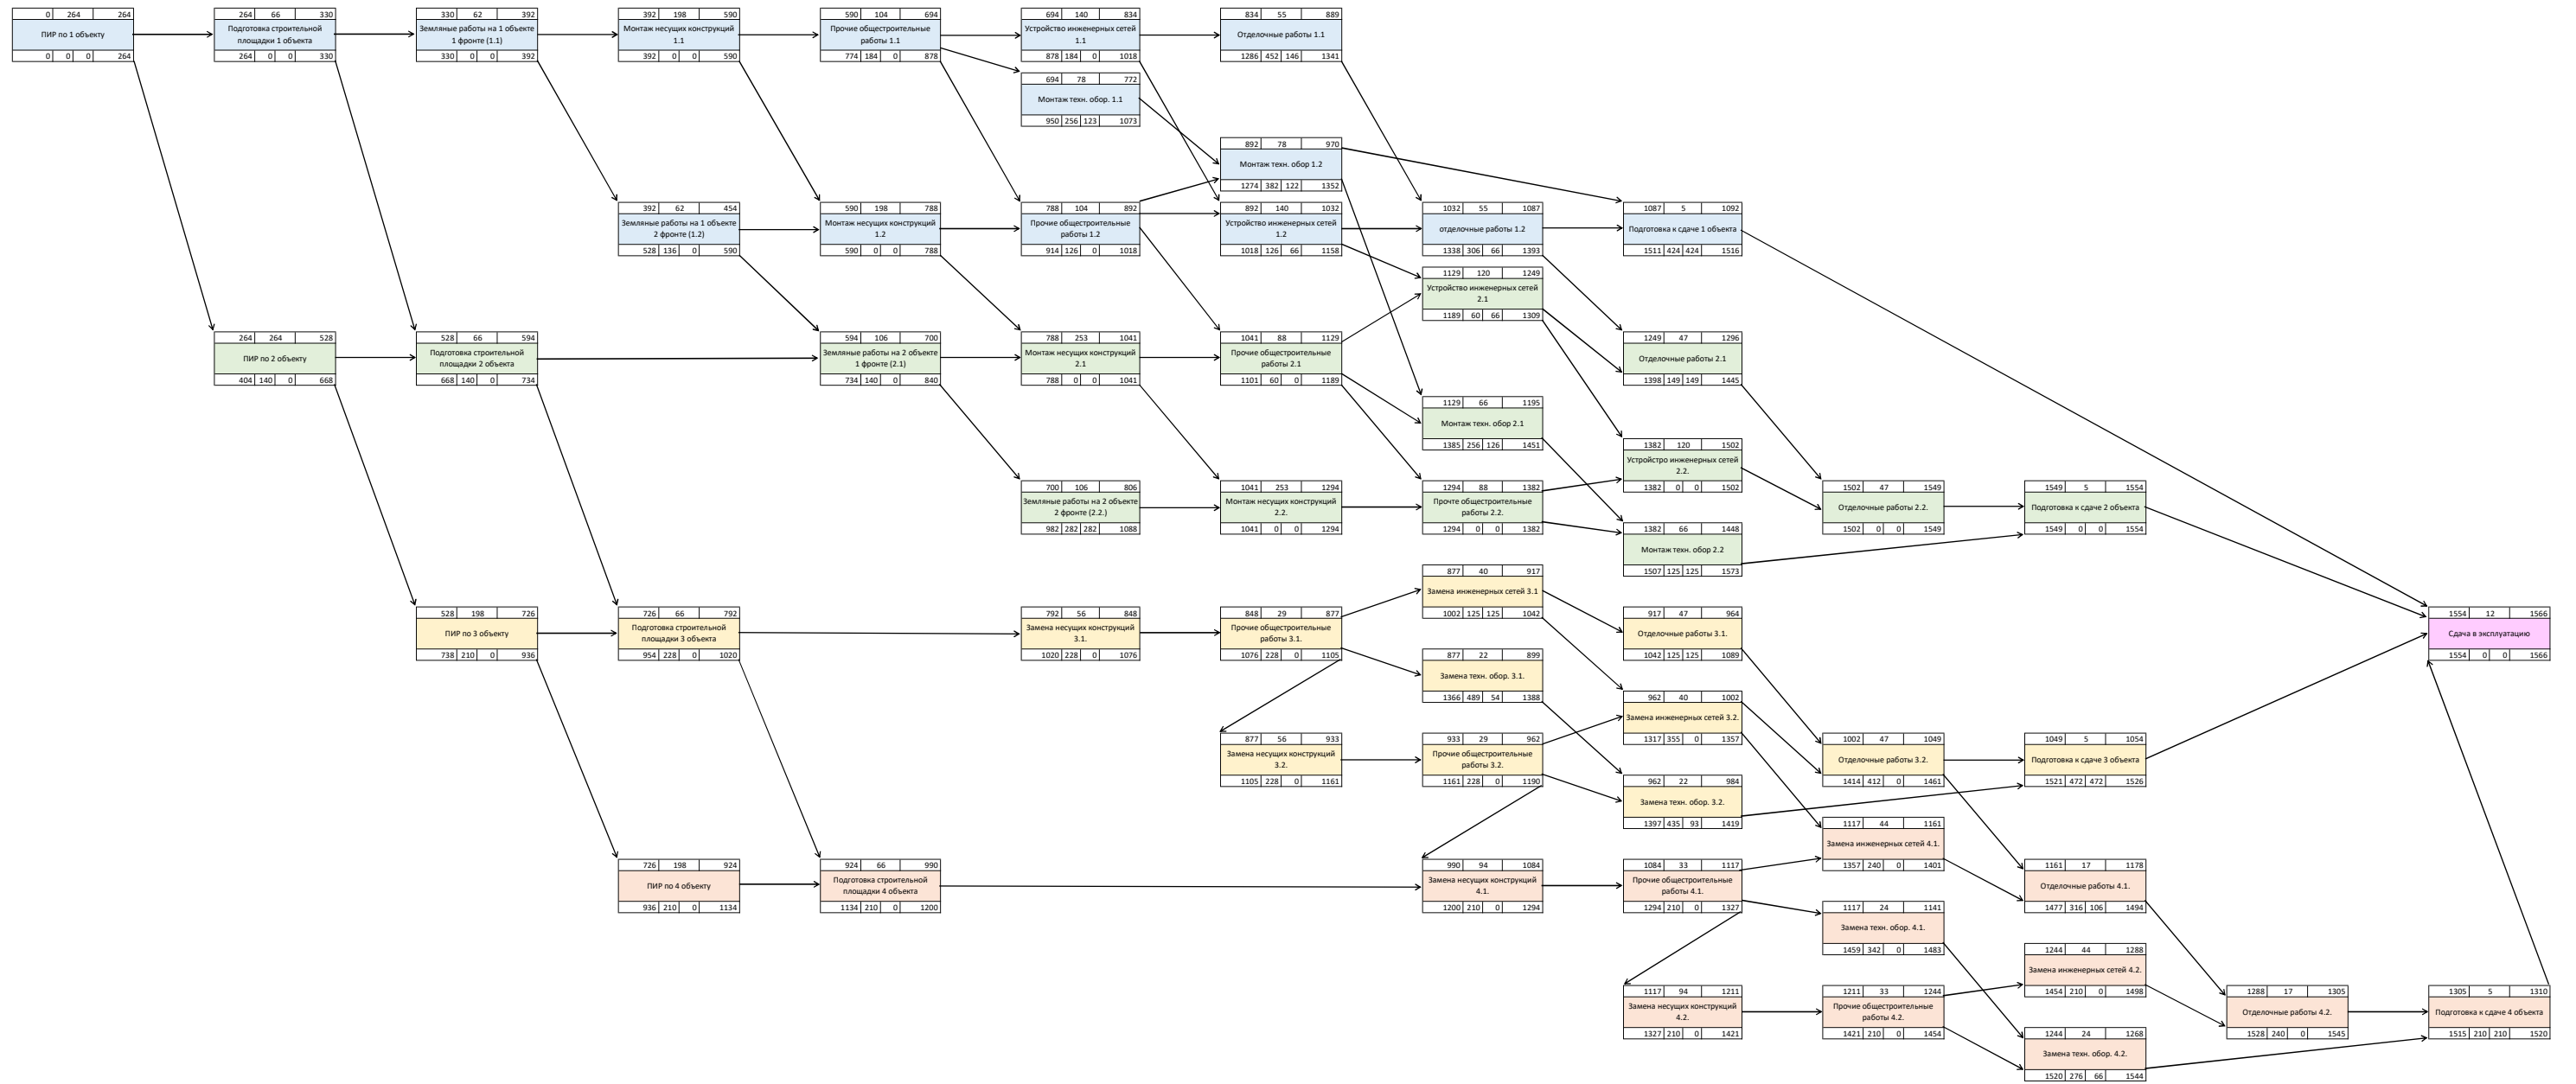 0 264 264
ПИР по 1 объекту
0 0 0 264
264 66 330
Подготовка строительной
площадки 1 объекта
264 0 0 330
330 62 392
Земляные работы на 1 объекте
1 фронте (1.1)
330 0 0 392
392 198 590
Монтаж несущих конструкций
1.1
392 0 0 590
590 104 694
Прочие общестроительные
работы 1.1
774 184 0 878
694 140 834
Устройство инженерных сетей
1.1
878 184 0 1018
834 55 889
Отделочные работы 1.1
1286 452 146 1341
694 78 772
Монтаж техн. обор. 1.1
950 256 123 1073
892 78 970
Монтаж техн. обор 1.2
1274 382 122 1352
392 62 454
Земляные работы на 1 объекте
2 фронте (1.2)
528 136 0 590
590 198 788
Монтаж несущих конструкций
1.2
590 0 0 788
788 104 892
Прочие общестроительные
работы 1.2
914 126 0 1018
892 140 1032
Устройство инженерных сетей
1.2
1018 126 66 1158
1032 55 1087
отделочные работы 1.2
1338 306 66 1393
1087 5 1092
Подготовка к сдаче 1 объекта
1511 424 424 1516
1129 120 1249
Устройство инженерных сетей
2.1
1189 60 66 1309
264 264 528
ПИР по 2 объекту
404 140 0 668
528 66 594
Подготовка строительной
площадки 2 объекта
668 140 0 734
594 106 700
Земляные работы на 2 объекте
1 фронте (2.1)
734 140 0 840
788 253 1041
Монтаж несущих конструкций
2.1
788 0 0 1041
1041 88 1129
Прочие общестроительные
работы 2.1
1101 60 0 1189
1249 47 1296
Отделочные работы 2.1
1398 149 149 1445
1129 66 1195
Монтаж техн. обор 2.1
1385 256 126 1451
1382 120 1502
Устройстро инженерных сетей
2.2.
1382 0 0 1502
700 106 806
Земляные работы на 2 объекте
2 фронте (2.2.)
982 282 282 1088
1041 253 1294
Монтаж несущих конструкций
2.2.
1041 0 0 1294
1294 88 1382
Прочте общестроительные
работы 2.2.
1294 0 0 1382
1502 47 1549
Отделочные работы 2.2.
1502 0 0 1549
1549 5 1554
Подготовка к сдаче 2 объекта
1549 0 0 1554
1382 66 1448
Монтаж техн. обор 2.2
1507 125 125 1573
877 40 917
Замена инженерных сетей 3.1
1002 125 125 1042
528 198 726
ПИР по 3 объекту
738 210 0 936
726 66 792
Подготовка строительной
площадки 3 объекта
954 228 0 1020
792 56 848
Замена несущих конструкций
3.1.
1020 228 0 1076
848 29 877
Прочие общестроительные
работы 3.1.
1076 228 0 1105
917 47 964
Отделочные работы 3.1.
1042 125 125 1089
1554 12 1566
Сдача в эксплуатацию
1554 0 0 1566
877 22 899
Замена техн. обор. 3.1.
1366 489 54 1388
962 40 1002
Замена инженерных сетей 3.2.
1317 355 0 1357
877 56 933
Замена несущих конструкций
3.2.
1105 228 0 1161
933 29 962
Прочие общестроительные
работы 3.2.
1161 228 0 1190
1002 47 1049
Отделочные работы 3.2.
1414 412 0 1461
1049 5 1054
Подготовка к сдаче 3 объекта
1521 472 472 1526
962 22 984
Замена техн. обор. 3.2.
1397 435 93 1419
1117 44 1161
Замена инженерных сетей 4.1.
1357 240 0 1401
726 198 924
ПИР по 4 объекту
936 210 0 1134
924 66 990
Подготовка строительной
площадки 4 объекта
1134 210 0 1200
990 94 1084
Замена несущих конструкций
4.1.
1200 210 0 1294
1084 33 1117
Прочие общестроительные
работы 4.1.
1294 210 0 1327
1161 17 1178
Отделочные работы 4.1.
1477 316 106 1494
1117 24 1141
Замена техн. обор. 4.1.
1459 342 0 1483
1244 44 1288
Замена инженерных сетей 4.2.
1454 210 0 1498
1117 94 1211
Замена несущих конструкций
4.2.
1327 210 0 1421
1211 33 1244
Прочие общестроительные
работы 4.2.
1421 210 0 1454
1288 17 1305
Отделочные работы 4.2.
1528 240 0 1545
1305 5 1310
Подготовка к сдаче 4 объекта
1515 210 210 1520
1244 24 1268
Замена техн. обор. 4.2.
1520 276 66 1544